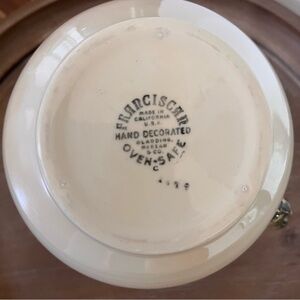 FRANCISCAN
MADE IN
CALIFORNIA
U.S.A.
HAND DECORATED
GLADDING,
McBEAN
& CO.
OVEN-SAFE
C